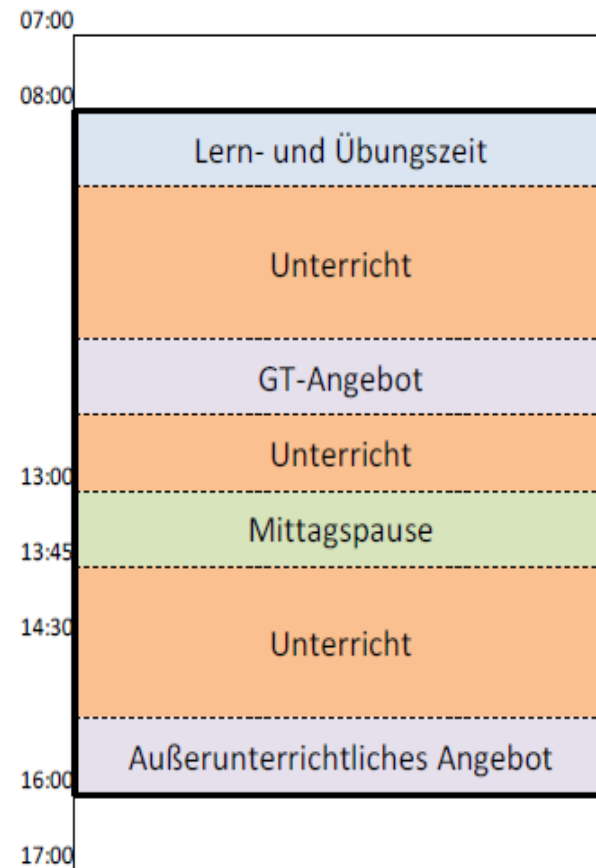 07:00
08:00
Lern- und Übungszeit
Unterricht
GT-Angebot
Unterricht
13:00
Mittagspause
13:45
14:30
Unterricht
Außerunterrichtliches Angebot
16:00
17:00